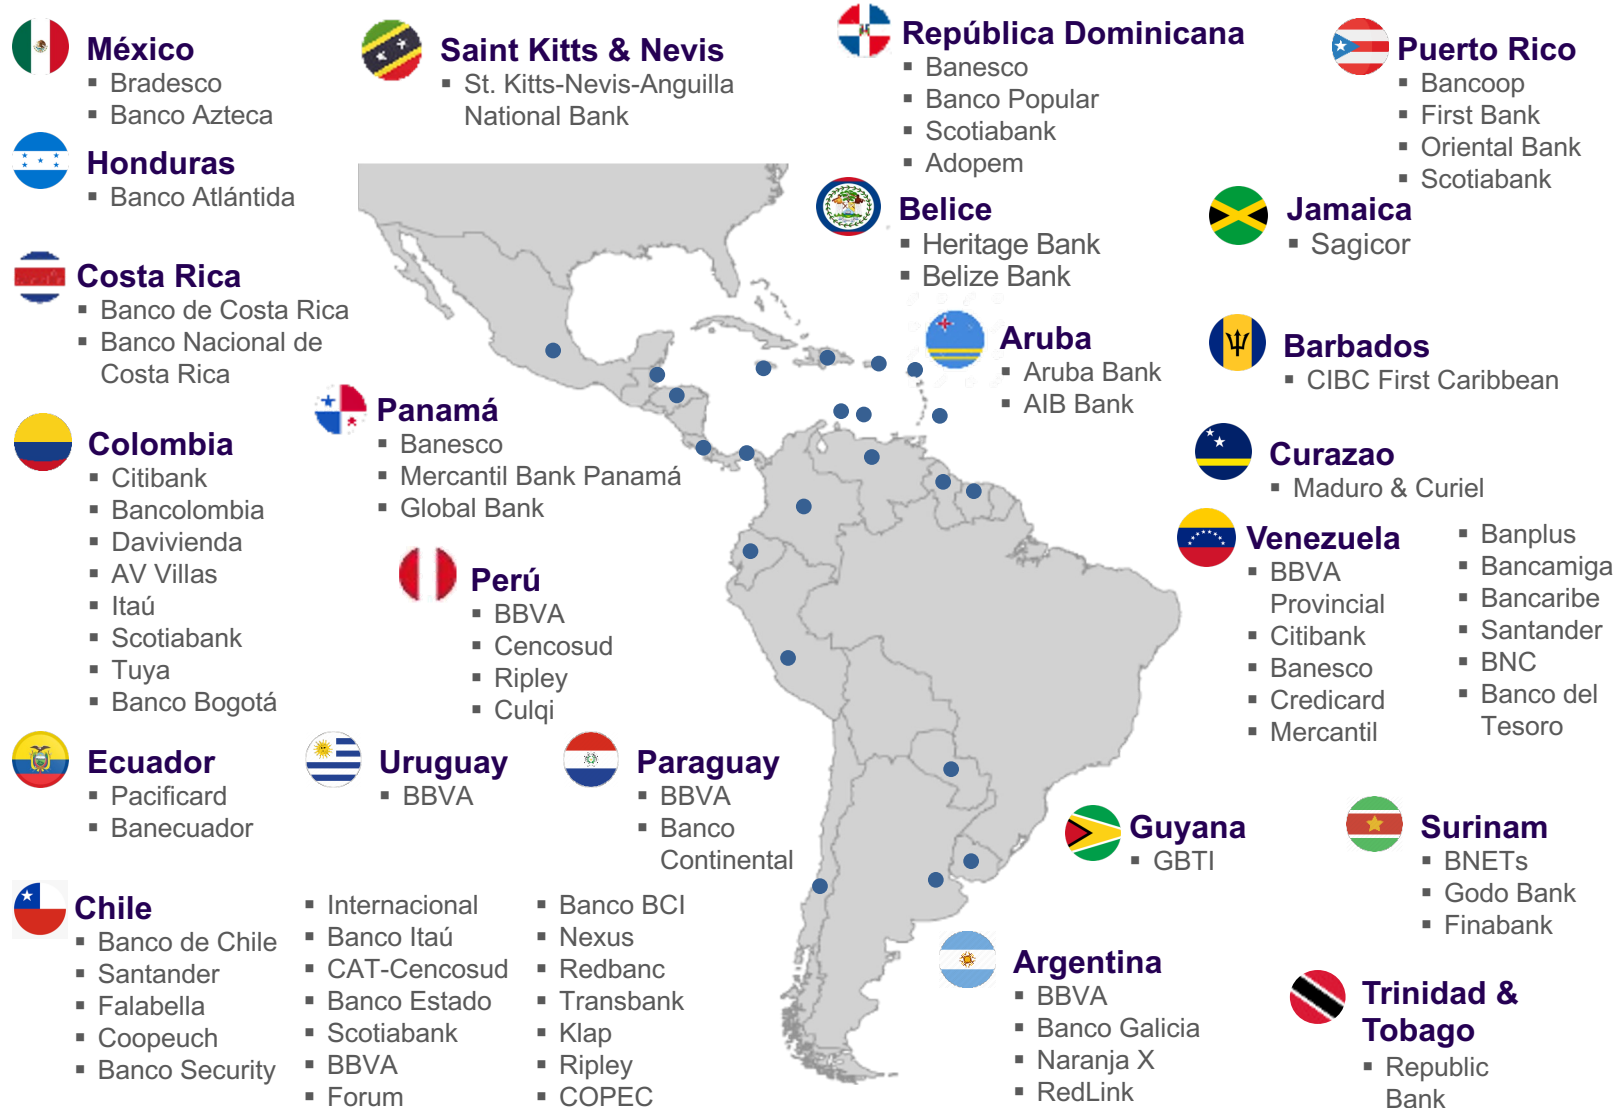 México
▪ Bradesco
▪ Banco Azteca
Saint Kitts & Nevis
▪ St. Kitts-Nevis-Anguilla
National Bank
República Dominicana
▪ Banesco
▪ Banco Popular
▪ Scotiabank
▪ Adopem
Puerto Rico
▪ Bancoop
▪ First Bank
▪ Oriental Bank
▪ Scotiabank
Honduras
▪ Banco Atlántida
Belice
▪ Heritage Bank
▪ Belize Bank
Jamaica
▪ Sagicor
Costa Rica
▪ Banco de Costa Rica
▪ Banco Nacional de
Costa Rica
Aruba
▪ Aruba Bank
▪ AIB Bank
Barbados
▪ CIBC First Caribbean
Panamá
▪ Banesco
▪ Mercantil Bank Panamá
▪ Global Bank
Colombia
▪ Citibank
▪ Bancolombia
▪ Davivienda
▪ AV Villas
▪ Itaú
▪ Scotiabank
▪ Tuya
▪ Banco Bogotá
Curazao
▪ Maduro & Curiel
Venezuela
▪ BBVA
Provincial
▪ Citibank
▪ Banesco
▪ Credicard
▪ Mercantil
▪ Banplus
▪ Bancamiga
▪ Bancaribe
▪ Santander
▪ BNC
▪ Banco del
Tesoro
Perú
▪ BBVA
▪ Cencosud
▪ Ripley
▪ Culqi
Ecuador
▪ Pacificard
▪ Banecuador
Uruguay
▪ BBVA
Paraguay
▪ BBVA
▪ Banco
Continental
Guyana
▪ GBTI
Surinam
▪ BNETs
▪ Godo Bank
▪ Finabank
Chile
▪ Banco de Chile
▪ Santander
▪ Falabella
▪ Coopeuch
▪ Banco Security
▪ Internacional
▪ Banco Itaú
▪ CAT-Cencosud
▪ Banco Estado
▪ Scotiabank
▪ BBVA
▪ Forum
▪ Banco BCI
▪ Nexus
▪ Redbanc
▪ Transbank
▪ Klap
▪ Ripley
▪ COPEC
Argentina
▪ BBVA
▪ Banco Galicia
▪ Naranja X
▪ RedLink
Trinidad &
Tobago
▪ Republic
Bank